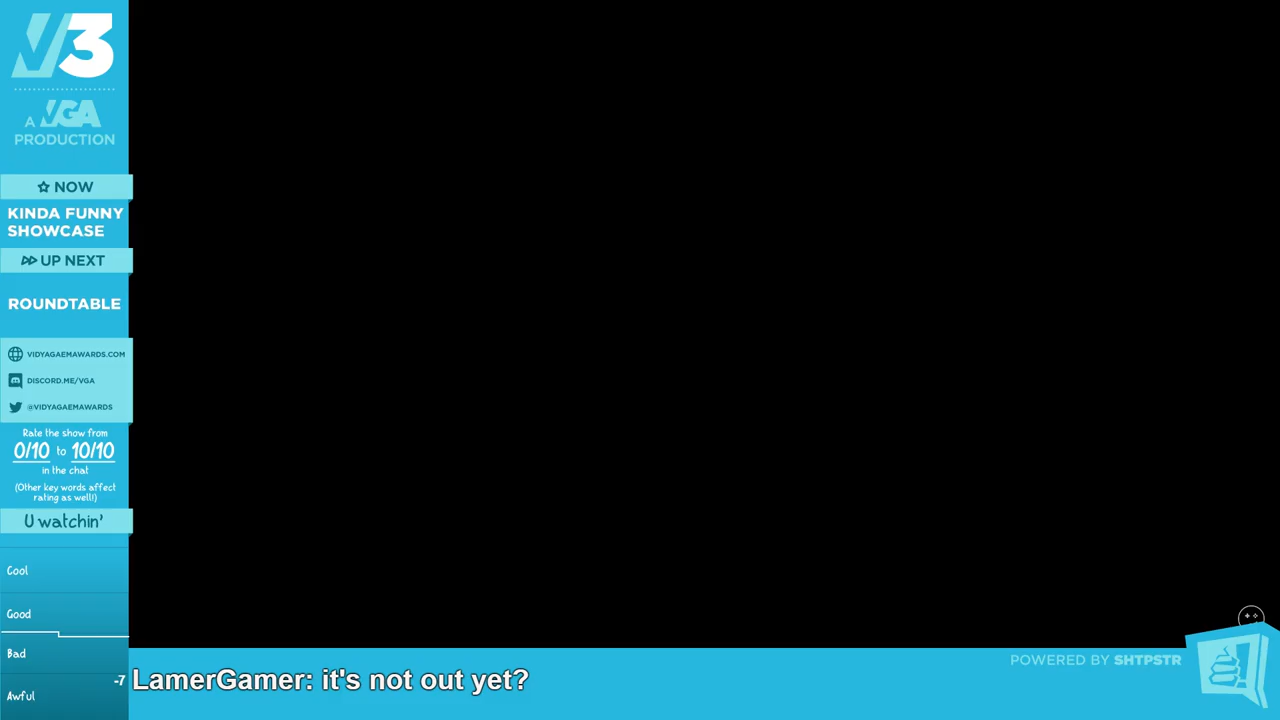 V3
A VGA
PRODUCTION
NOW
KINDA FUNNY
SHOWCASE
UP NEXT
ROUNDTABLE
VIDYAGAEMAWARDS.COM
DISCORD.ME/VGA
@VIDYAGAEMAWARDS
Rate the show from
0/10 to 10/10
in the chat
(Other key words affect
rating as well!)
U watchin'
Cool
Good
Bad
-7
Awful
LamerGamer: it's not out yet?
POWERED BY SHTPSTR